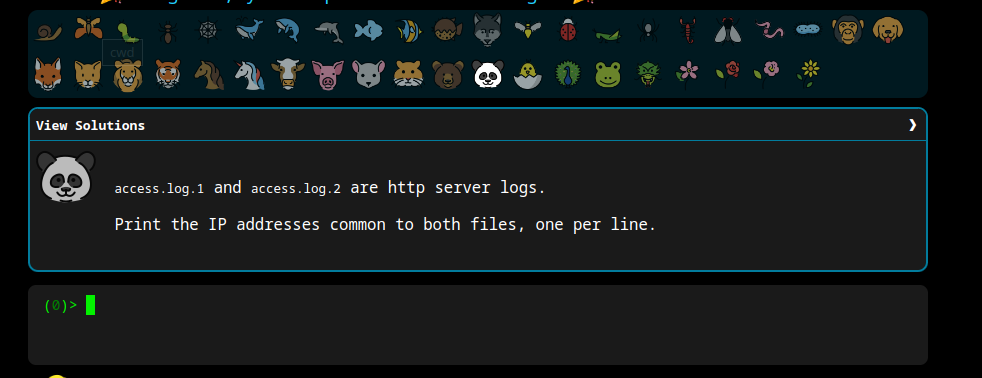 cwd
View Solutions ❯
access.log.1 and access.log.2 are http server logs.
Print the IP addresses common to both files, one per line.
(0)>